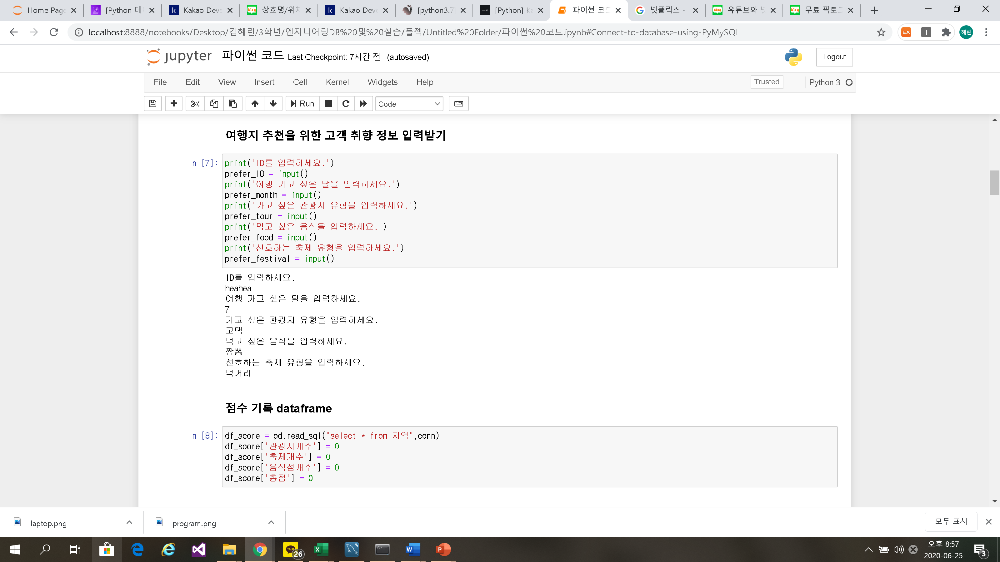 Home Page
[Python 데이
Kakao Deve
상호명/위치
Kakao Deve
[python3.7
[Python] Ka
파이썬 코드
넷플릭스 -
유튜브와 넷
무료 픽토그
localhost:8888/notebooks/Desktop/김혜린/3학년/엔지니어링DB%20및%20실습/플젝/Untitled%20Folder/파이썬%20코드.ipynb#Connect-to-database-using-PyMySQL
EX
혜린
jupyter 파이썬 코드 Last Checkpoint: 7시간 전 (autosaved)
Logout
File Edit View Insert Cell Kernel Widgets Help
Trusted
Python 3
Run
Code
여행지 추천을 위한 고객 취향 정보 입력받기
In [7]:
print('ID를 입력하세요.')
prefer_ID = input()
print('여행 가고 싶은 달을 입력하세요.')
prefer_month = input()
print('가고 싶은 관광지 유형을 입력하세요.')
prefer_tour = input()
print('먹고 싶은 음식을 입력하세요.')
prefer_food = input()
print('선호하는 축제 유형을 입력하세요.')
prefer_festival = input()
ID를 입력하세요.
heahea
여행 가고 싶은 달을 입력하세요.
7
가고 싶은 관광지 유형을 입력하세요.
고택
먹고 싶은 음식을 입력하세요.
짬뽕
선호하는 축제 유형을 입력하세요.
먹거리
점수 기록 dataframe
In [8]:
df_score = pd.read_sql("select * from 지역",conn)
df_score['관광지개수'] = 0
df_score['축제개수'] = 0
df_score['음식점개수'] = 0
df_score['총점'] = 0
laptop.png
program.png
모두 표시
TALK
26
오후 8:57
2020-06-25
3